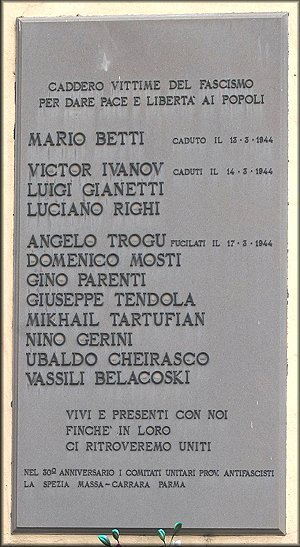 CADDERO VITTIME DEL FASCISMO
PER DARE PACE E LIBERTA' AI POPOLI
MARIO BETTI CADUTO IL 13·3·1944
VICTOR IVANOV CADUTI IL 14·3·1944
LUIGI GIANETTI
LUCIANO RIGHI
ANGELO TROGU FUCILATI IL 17·3·1944
DOMENICO MOSTI
GINO PARENTI
GIUSEPPE TENDOLA
MIKHAIL TARTUFIAN
NINO GERINI
UBALDO CHEIRASCO
VASSILI BELACOSKI
VIVI E PRESENTI CON NOI
FINCHE' IN LORO
CI RITROVEREMO UNITI
NEL 30º ANNIVERSARIO I COMITATI UNITARI PROV. ANTIFASCISTI
LA SPEZIA MASSA-CARRARA PARMA